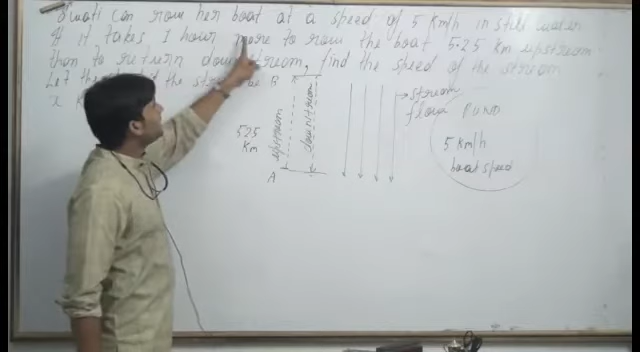 Swati can row her boat at a speed of 5 km/h in still water
If it takes 1 hour more to row the boat 5.25 km upstream
than to return downstream, find the speed of the stream
Let the
the stream be
x K
B
5.25
Km
upstream
downstream
A
→stream
flow
5 km/h
boat speed